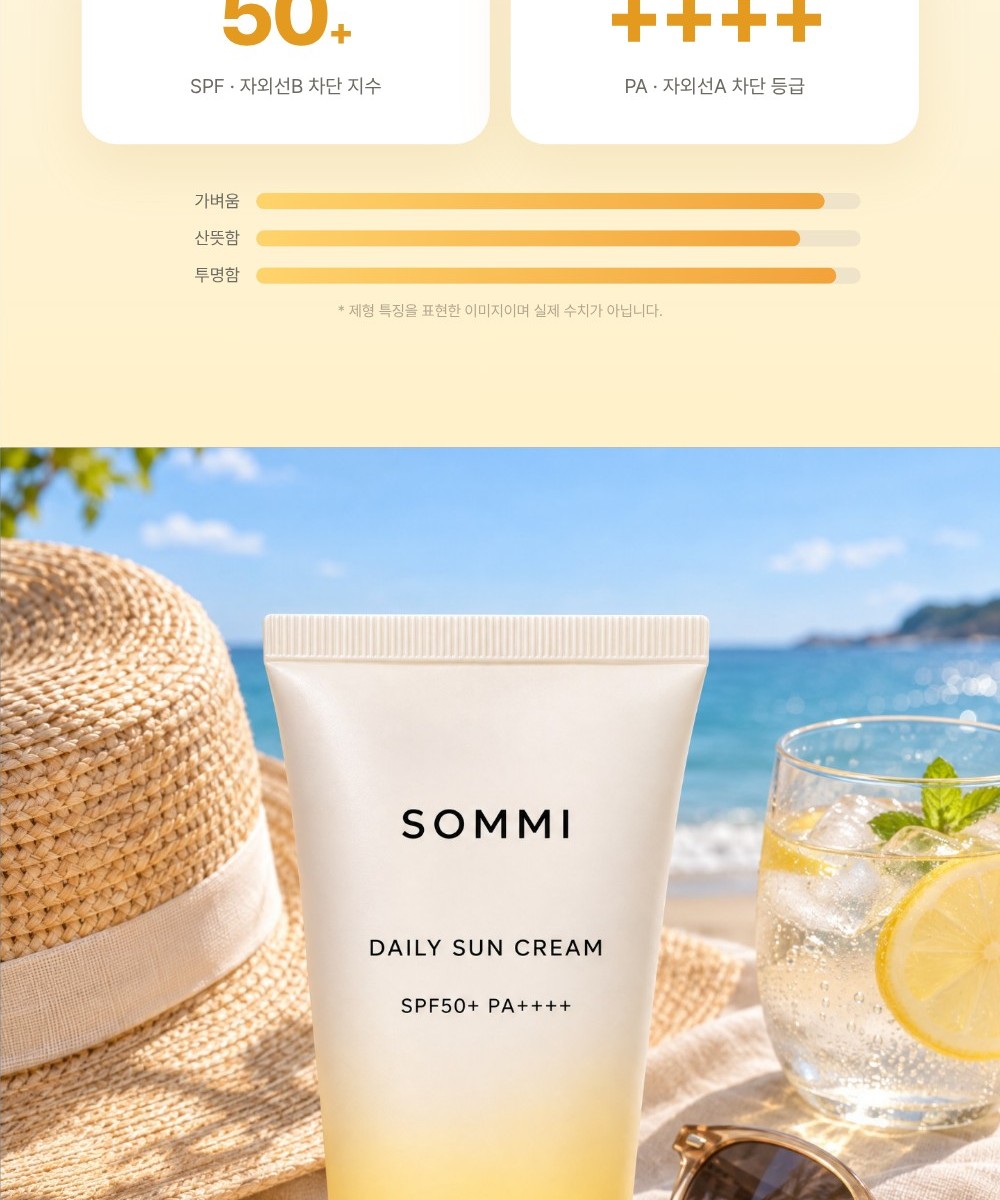 50+
++++
SPF · 자외선B 차단 지수
PA · 자외선A 차단 등급
가벼움
산뜻함
투명함
* 제형 특징을 표현한 이미지이며 실제 수치가 아닙니다.
SOMMI
DAILY SUN CREAM
SPF50+ PA++++